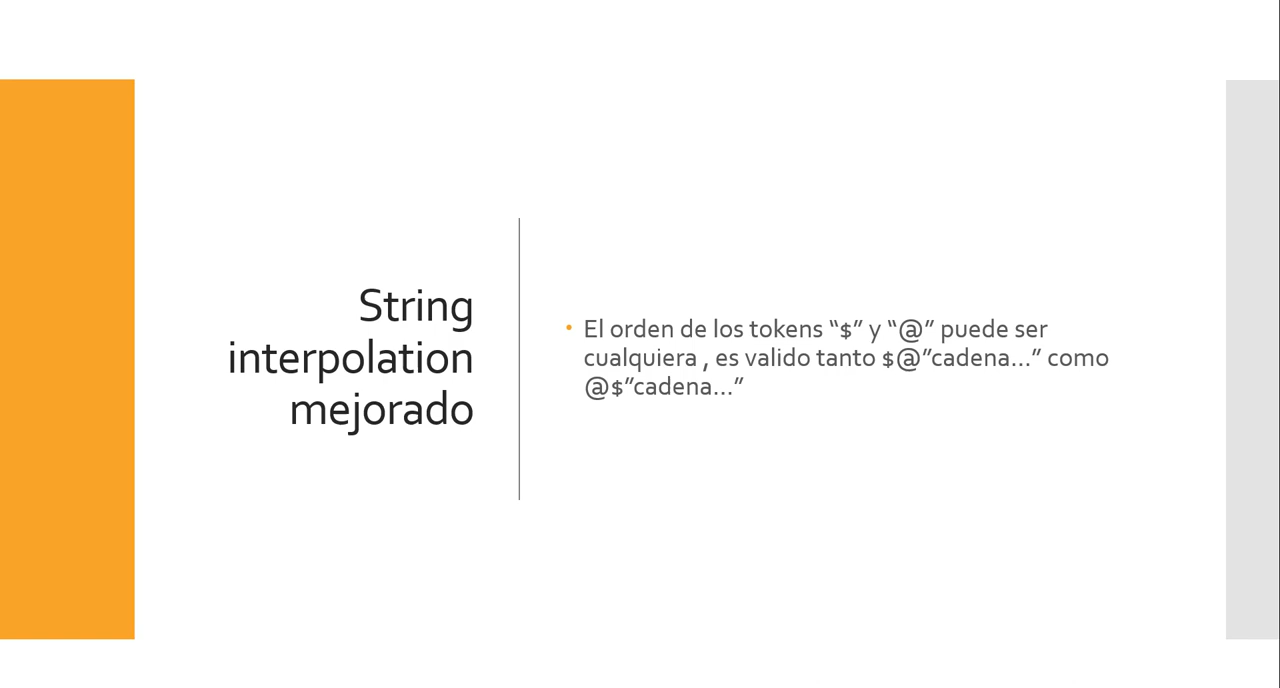 String
interpolation
mejorado
• El orden de los tokens “$” y “@” puede ser
cualquiera , es valido tanto $@”cadena...” como
@$”cadena...”